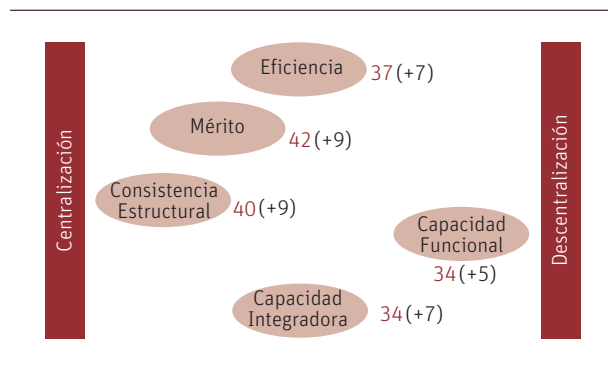 Centralización
Eficiencia
37(+7)
Mérito
42(+9)
Consistencia
Estructural
40(+9)
Capacidad
Funcional
34(+5)
Capacidad
Integradora
34(+7)
Descentralización